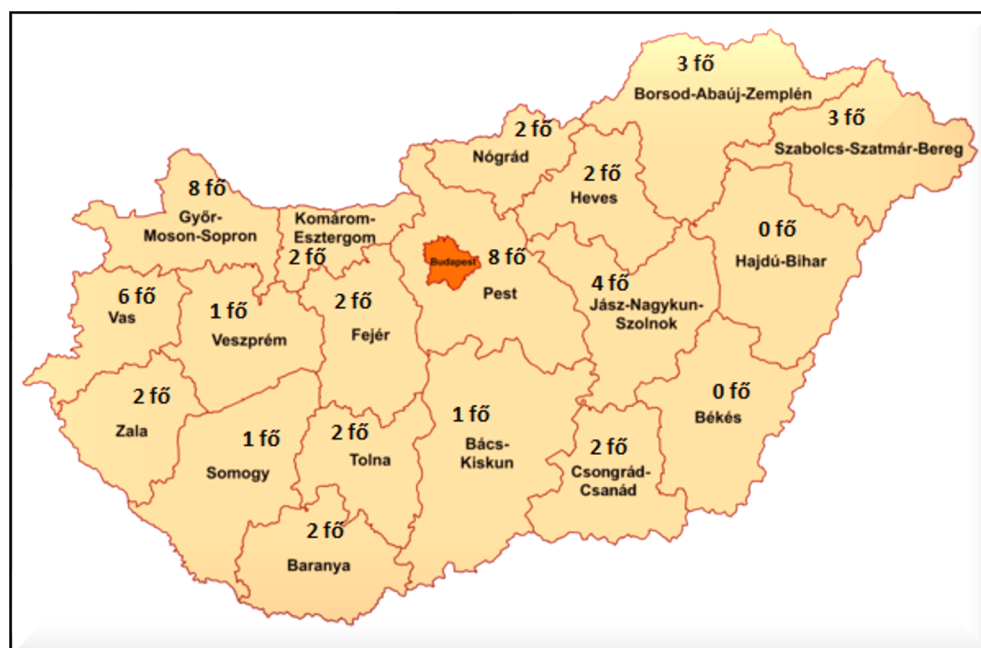 3 fő
Borsod-Abaúj-Zemplén
3 fő
Szabolcs-Szatmár-Bereg
2 fő
Nógrád
2 fő
Heves
8 fő
Győr-
Moson-Sopron
Komárom-
Esztergom
2 fő
Budapest
8 fő
Pest
0 fő
Hajdú-Bihar
4 fő
Jász-Nagykun-
Szolnok
6 fő
Vas
1 fő
Veszprém
2 fő
Fejér
2 fő
Zala
1 fő
Somogy
2 fő
Tolna
1 fő
Bács-
Kiskun
2 fő
Csongrád-
Csanád
0 fő
Békés
2 fő
Baranya